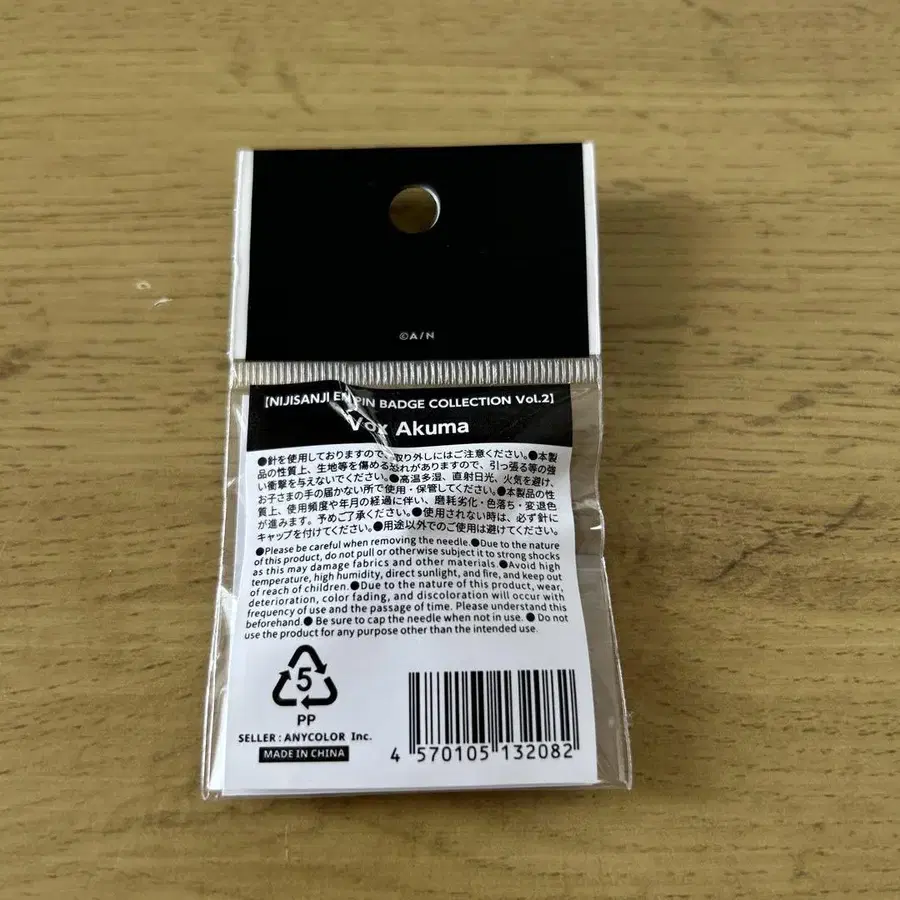 ©A/N
[NIJISANJI EN PIN BADGE COLLECTION Vol.2]
Vox Akuma
●針を使用しておりますので、取り外しにはご注意ください。●本製
品の性質上、生地等を傷める恐れがありますので、引っ張る等の強
い衝撃を与えないでください。●高温多湿、直射日光、火気を避け、
お子さまの手の届かない所で使用・保管してください。●本製品の性
質上、使用頻度や年月の経過に伴い、磨耗劣化・色落ち・変退色
が進みます。予めご了承ください。●使用されない時は、必ず針に
キャップを付けてください。●用途以外でのご使用は避けてください。
●Please be careful when removing the needle.●Due to the nature
of this product, do not pull or otherwise subject it to strong shocks
as this may damage fabrics and other materials.●Avoid high
temperature, high humidity, direct sunlight, and fire, and keep out
of reach of children.●Due to the nature of this product, wear,
deterioration, color fading, and discoloration will occur with
frequency of use and the passage of time. Please understand this
beforehand.● Be sure to cap the needle when not in use. ● Do not
use the product for any purpose other than the intended use.
5
PP
SELLER : ANYCOLOR Inc.
MADE IN CHINA
4 570105 132082